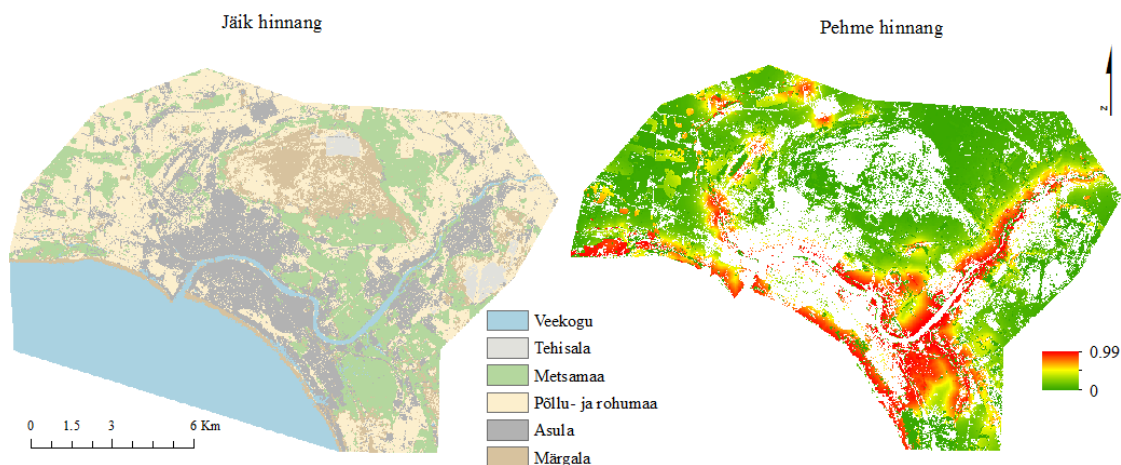 Jäik hinnang
Pehme hinnang
z
Veekogu
Tehisala
Metsamaa
Põllu- ja rohumaa
Asula
Märgala
0 1.5 3 6 Km
0.99
0